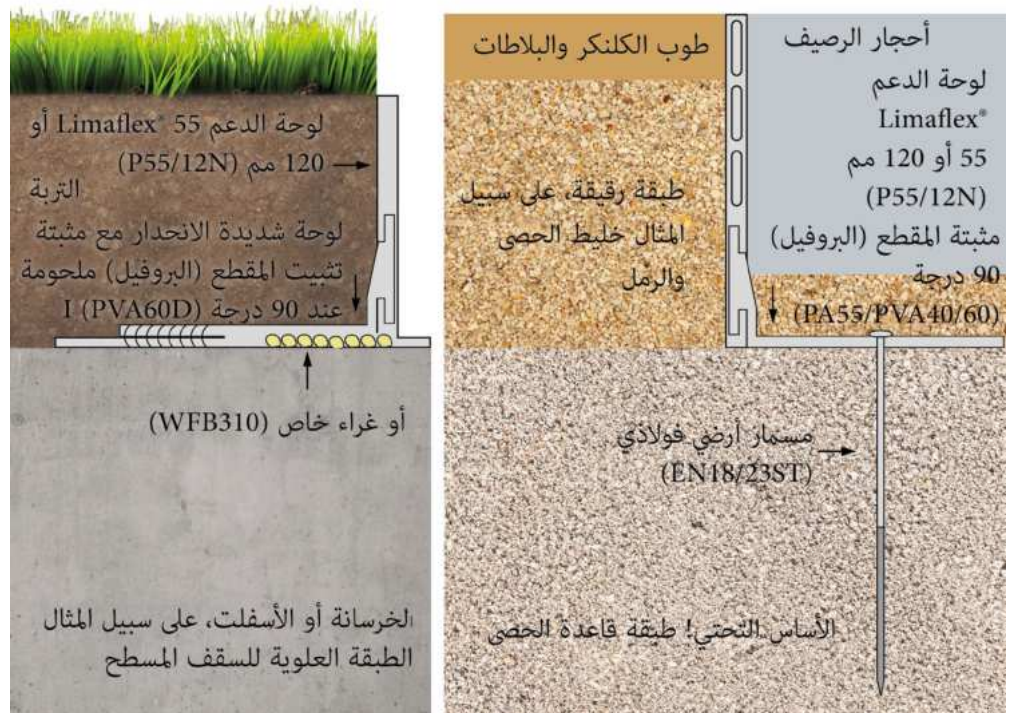 لوحة الدعم Limaflex® 55 أو
120 مم (P55/12N)
التربة
لوحة شديدة الانحدار مع مثبتة
تثبيت المقطع (البروفيل) ملحومة
عند 90 درجة (PVA60D) I
أو غراء خاص (WFB310)
الخرسانة أو الأسفلت، على سبيل المثال
الطبقة العلوية للسقف المسطح
طوب الكلنكر والبلاطات
طبقة رقيقة، على سبيل
المثال خليط الحصى
والرمل
أحجار الرصيف
لوحة الدعم
Limaflex®
55 أو 120 مم
(P55/12N)
مثبتة المقطع (البروفيل)
90 درجة
(PA55/PVA40/60)
مسمار أرضي فولاذي
(EN18/23ST)
الأساس التحتي! طبقة قاعدة الحصى